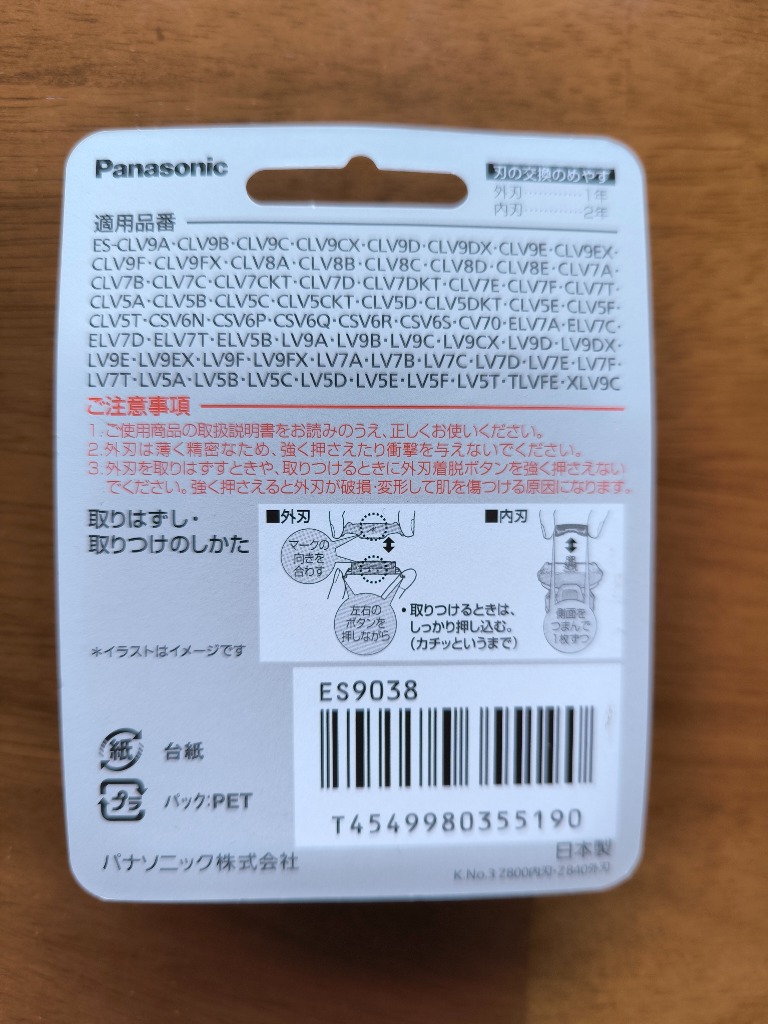 Panasonic
刃の交換のめやす
外刃…………1年
内刃…………2年
適用品番
ES-CLV9A・CLV9B・CLV9C・CLV9CX・CLV9D・CLV9DX・CLV9E・CLV9EX・
CLV9F・CLV9FX・CLV8A・CLV8B・CLV8C・CLV8D・CLV8E・CLV7A・
CLV7B・CLV7C・CLV7CKT・CLV7D・CLV7DKT・CLV7E・CLV7F・CLV7T・
CLV5A・CLV5B・CLV5C・CLV5CKT・CLV5D・CLV5DKT・CLV5E・CLV5F・
CLV5T・CSV6N・CSV6P・CSV6Q・CSV6R・CSV6S・CV70・ELV7A・ELV7C・
ELV7D・ELV7E・ELV5B・LV9A・LV9B・LV9C・LV9CX・LV9D・LV9DX・
LV9E・LV9EX・LV9F・LV9FX・LV7A・LV7B・LV7C・LV7D・LV7E・LV7F・
LV7T・LV5A・LV5B・LV5C・LV5D・LV5E・LV5F・LV5T・TLVFE・XLV9C
ご注意事項
1. ご使用商品の取扱説明書をお読みのうえ、正しくお使いください。
2. 外刃は薄く精密なため、強く押さえたり衝撃を与えないでください。
3. 外刃を取りはずすときや、取りつけるときに外刃着脱ボタンを強く押さえない
でください。強く押さえると外刃が破損・変形して肌を傷つける原因になります。
取りはずし・
取りつけのしかた
＊イラストはイメージです
■外刃
マークの
向きを
合わす
左右の
ボタンを
押しながら
・取りつけるときは、
しっかり押し込む。
(カチッというまで)
■内刃
側面を
つまんで
1枚ずつ
ES9038
T4549980355190
紙 台紙
プラ パック:PET
パナソニック株式会社
日本製
K.No.3 Z800内刃・Z840外刃